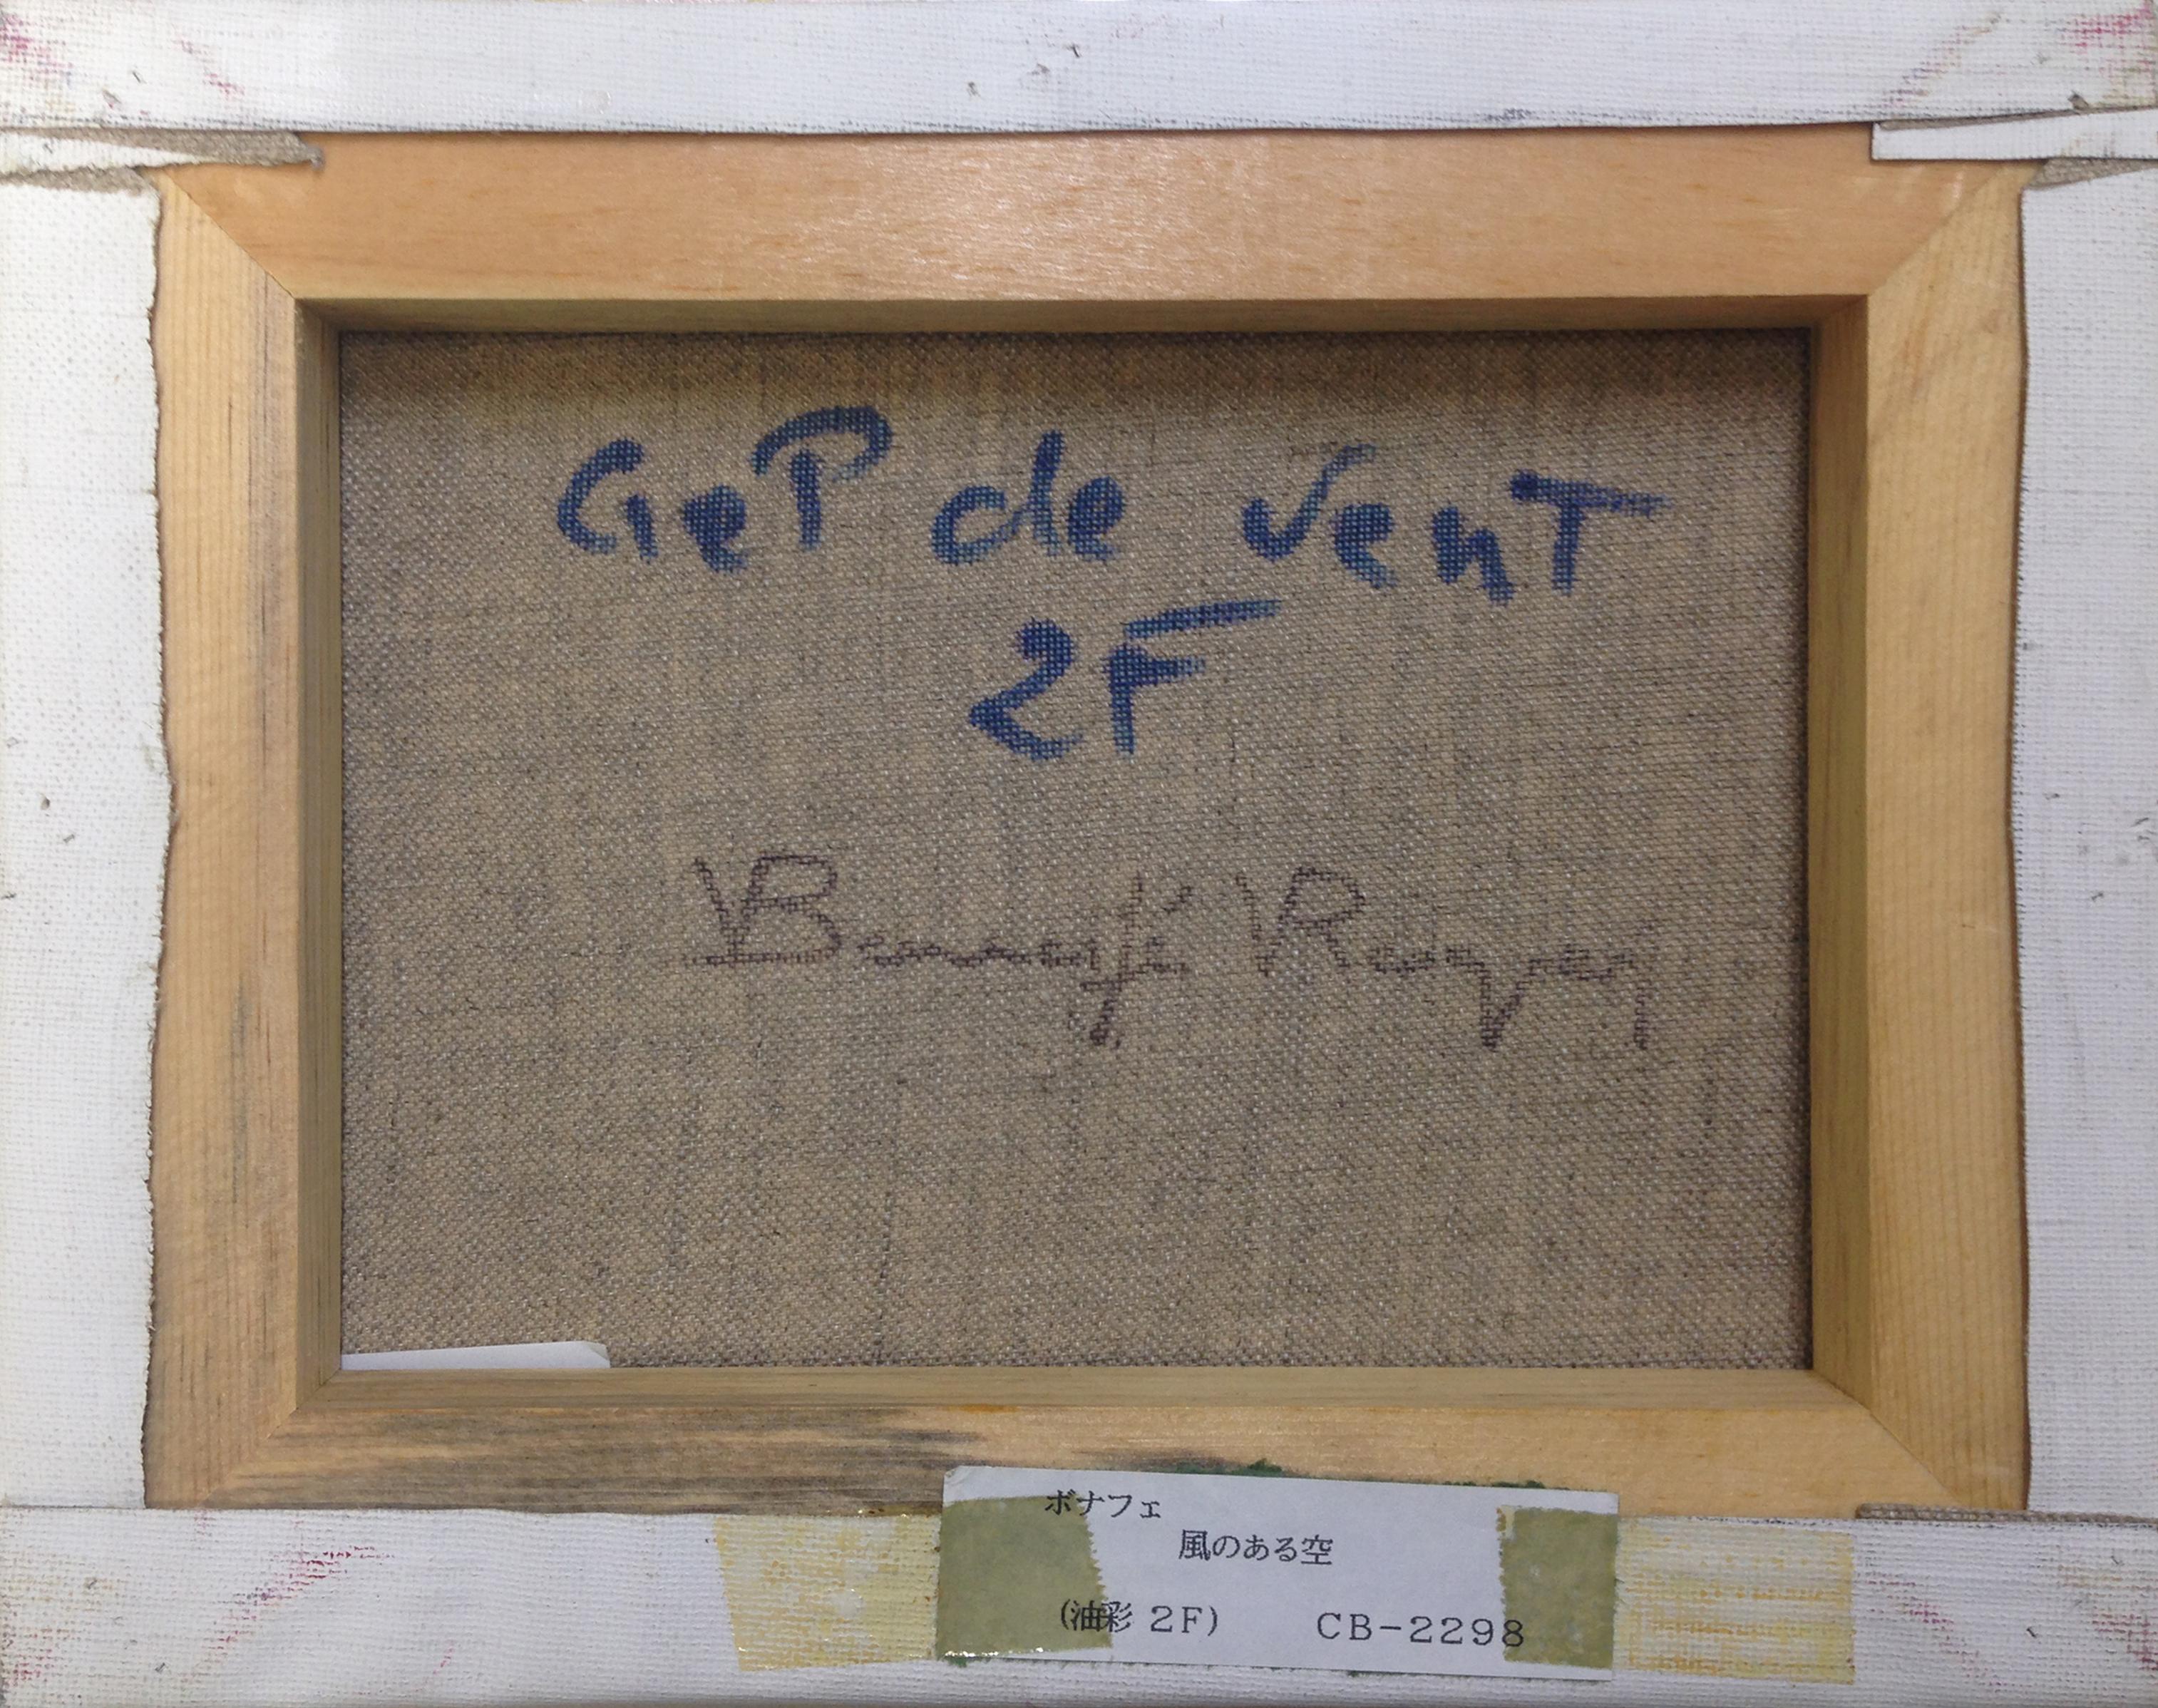 CieP de vent
2F
ボナフェ
風のある空
(油彩 2F) CB-2298